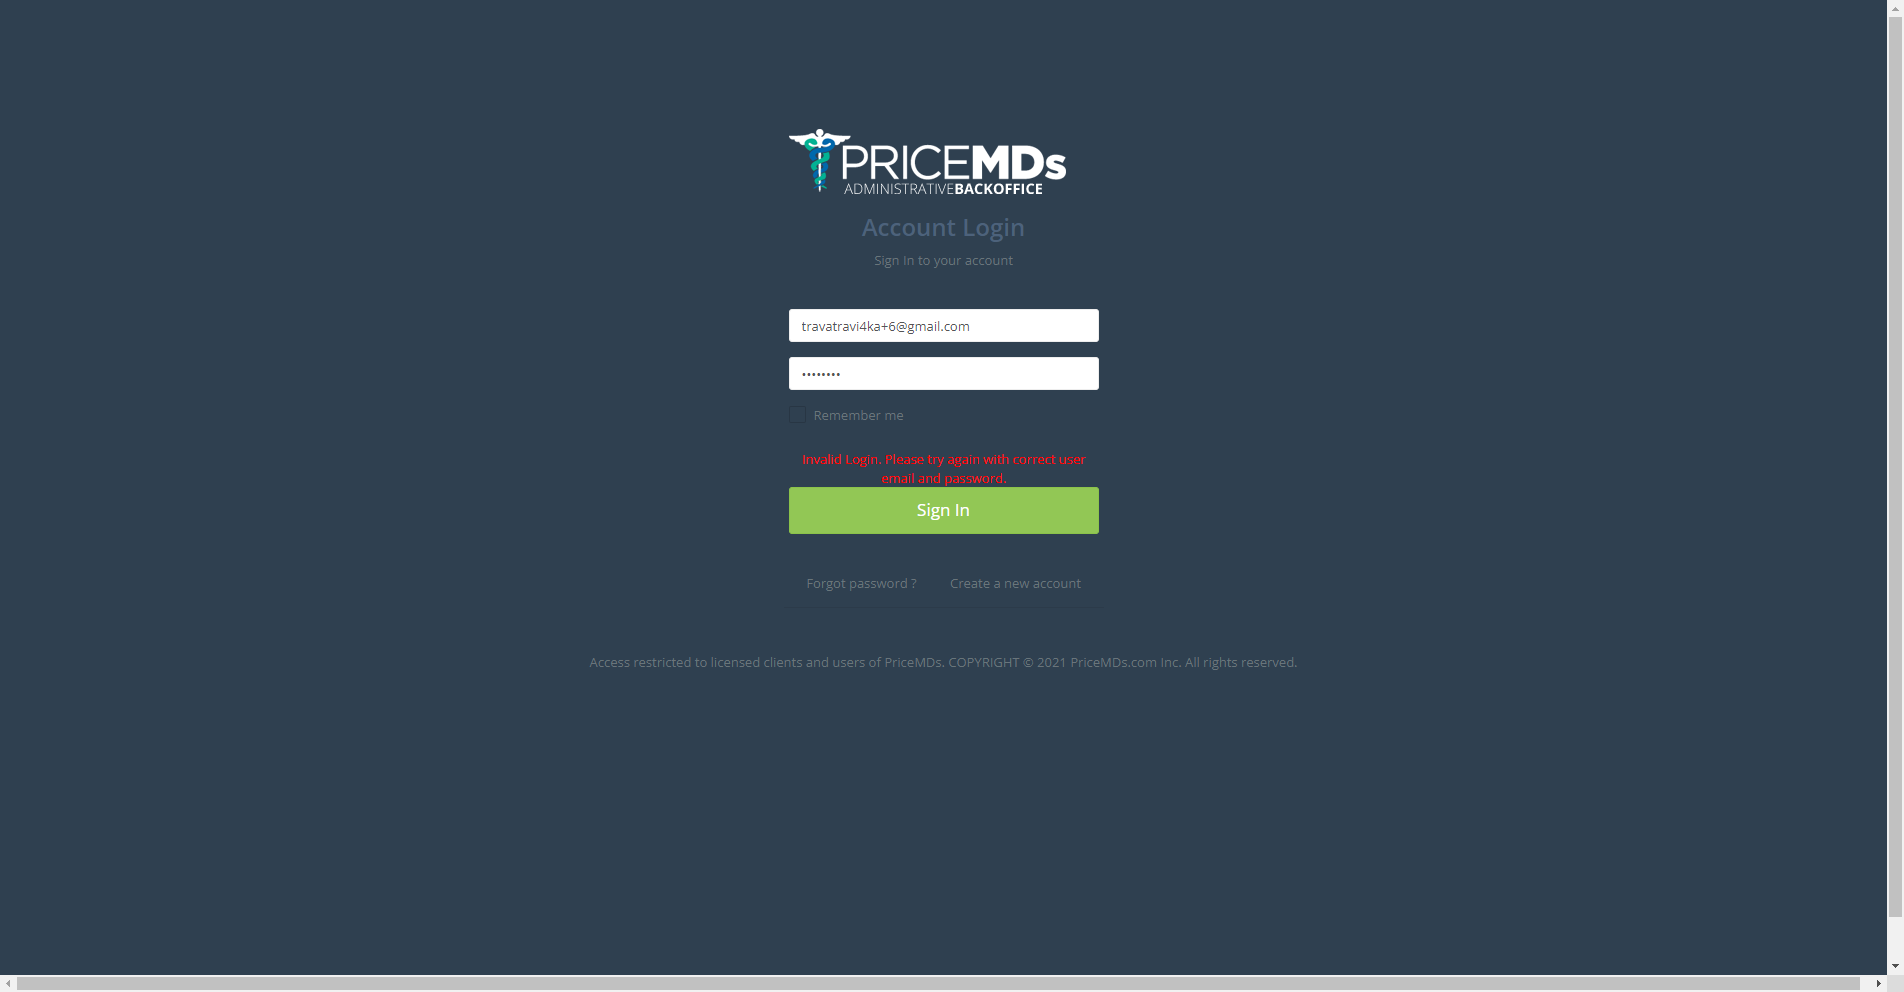 PRICEMDs
ADMINISTRATIVEBACKOFFICE
Account Login
Sign In to your account
travatravi4ka+6@gmail.com
••••••••
Remember me
Invalid Login. Please try again with correct user
email and password.
Sign In
Forgot password ? Create a new account
Access restricted to licensed clients and users of PriceMDs. COPYRIGHT © 2021 PriceMDs.com Inc. All rights reserved.